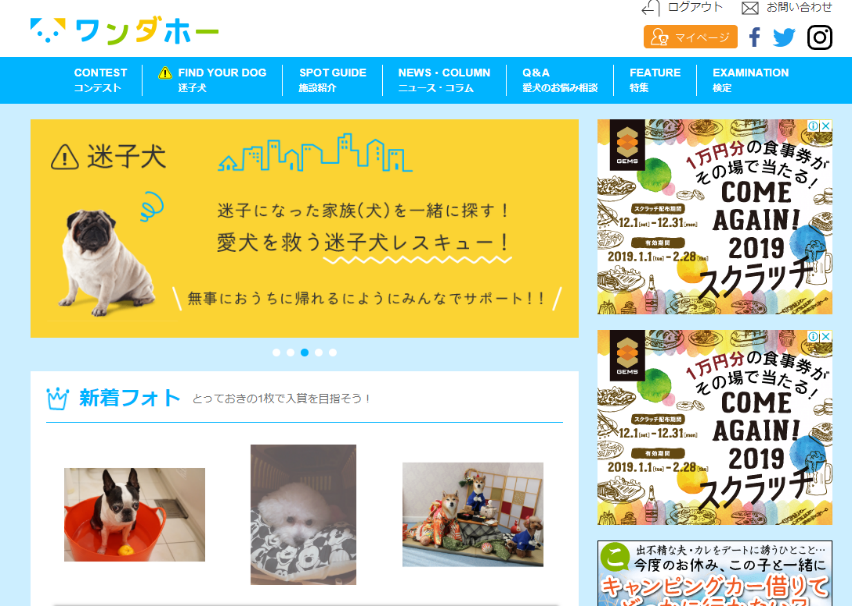 ログアウト
お問い合わせ
ワンダホー
マイページ
CONTEST
コンテスト
FIND YOUR DOG
迷子犬
SPOT GUIDE
施設紹介
NEWS・COLUMN
ニュース・コラム
Q&A
愛犬のお悩み相談
FEATURE
特集
EXAMINATION
検定
迷子犬
迷子になった家族(犬)を一緒に探す！
愛犬を救う迷子犬レスキュー！
無事におうちに帰れるにようにみんなでサポート！！
新着フォト
とっておきの1枚で入賞を目指そう！
GEMS
1万円分の食事券が
その場で当たる！
COME
AGAIN!
2019
スクラッチ
スクラッチ配布期間
12.1[sat]-12.31[mon]
有効期間
2019.1.1[tue]-2.28[thu]
GEMS
1万円分の食事券が
その場で当たる！
COME
AGAIN!
2019
スクラッチ
スクラッチ配布期間
12.1[sat]-12.31[mon]
有効期間
2019.1.1[tue]-2.28[thu]
出不精な夫・カレをデートに誘うひとこと…
今度のお休み、この子と一緒に
キャンピングカー借りて